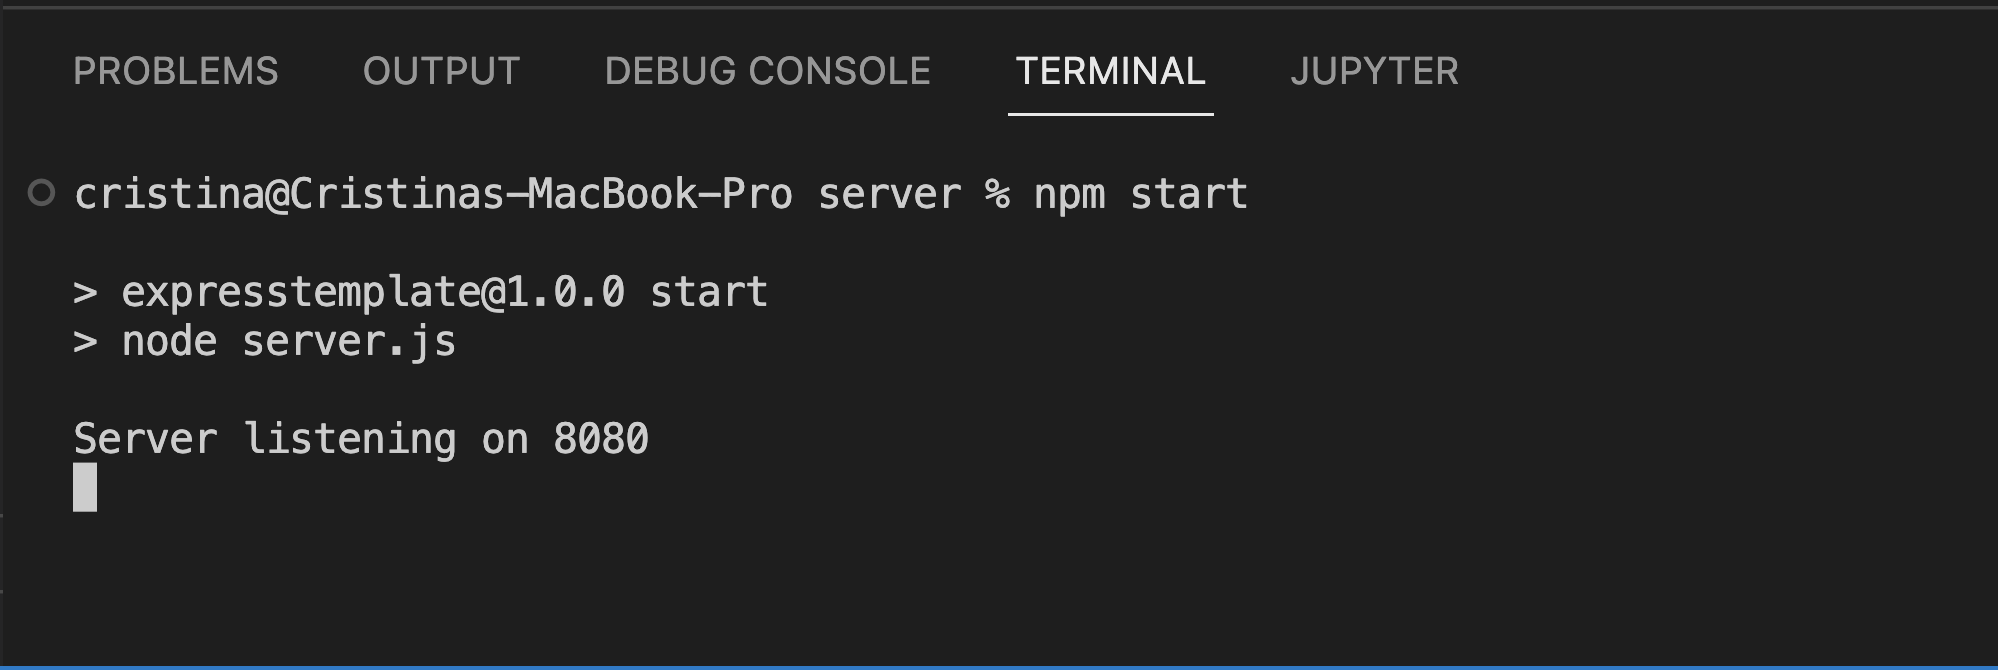 PROBLEMS OUTPUT DEBUG CONSOLE TERMINAL JUPYTER
cristina@Cristinas-MacBook-Pro server % npm start
> expresstemplate@1.0.0 start
> node server.js
Server listening on 8080